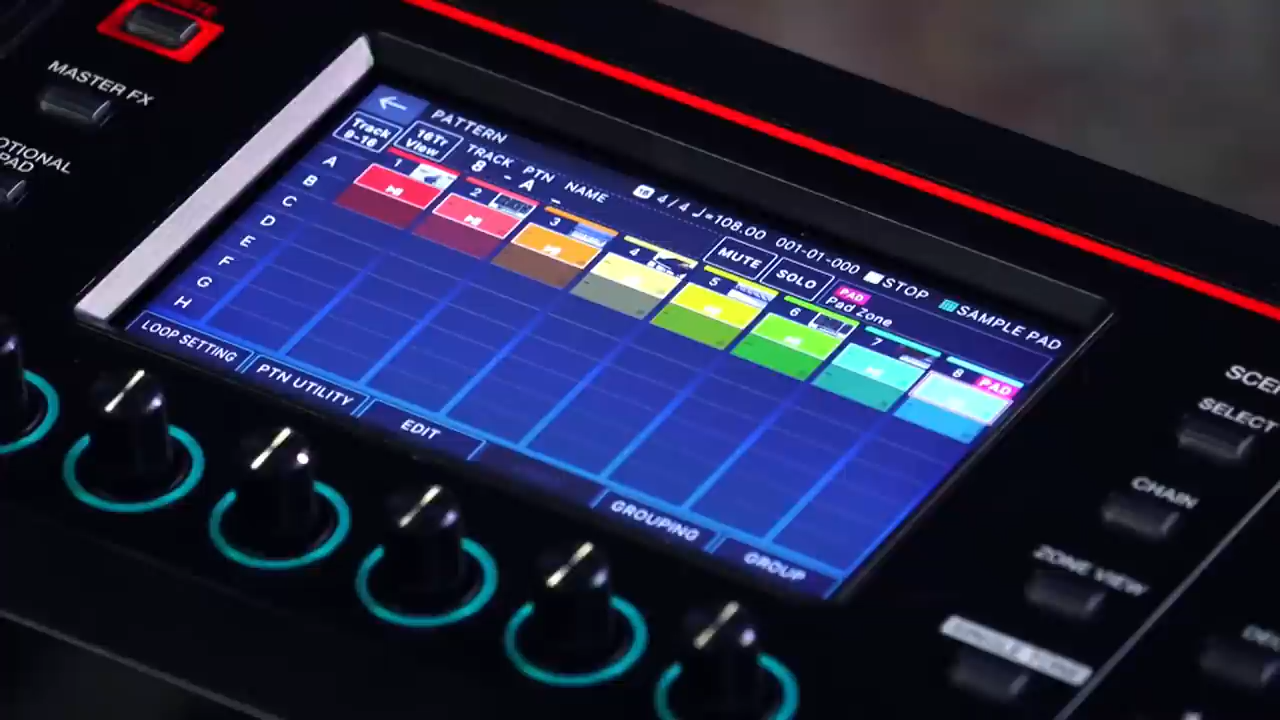 MASTER FX
OTIONAL
PAD
←
PATTERN
Track
9-16
16Tr
View
TRACK PTN NAME
8 - A
4/4 ♩=108.00 001-01-000 STOP SAMPLE PAD
MUTE
SOLO
PAD
Pad Zone
1
2
3
4
5
6
7
8
PAD
A
B
C
D
E
F
G
H
LOOP SETTING
PTN UTILITY
EDIT
GROUPING
GROUP
SCE
SELECT
CHAIN
ZONE VIEW